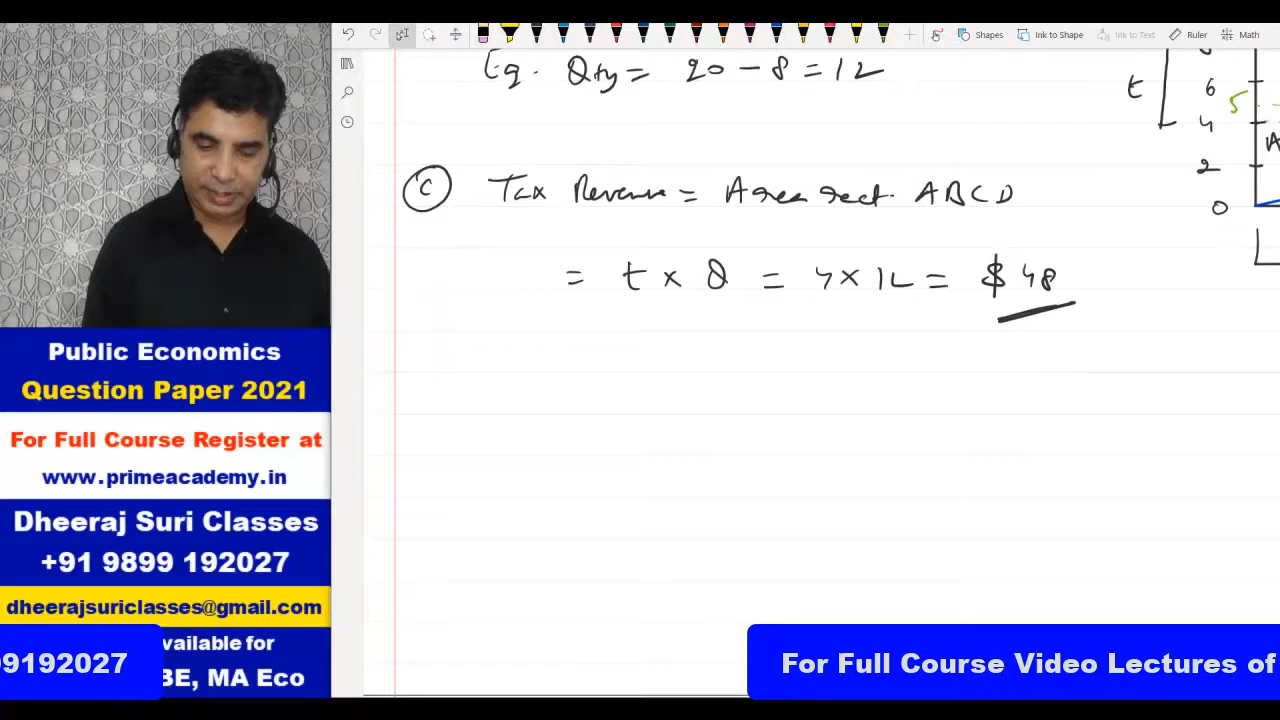 Shapes
Ink to Shape
Ink to Text
Ruler
Math
Eq. Qty = 20 - 8 = 12
t
6
5
4
A
2
0
C
Tax Revenue = Area rect. ABCD
= t x Q = 4 x 12 = $ 48
Public Economics
Question Paper 2021
For Full Course Register at
www.primeacademy.in
Dheeraj Suri Classes
+91 9899 192027
dheerajsuriclasses@gmail.com
vailable for
BE, MA Eco
99192027
For Full Course Video Lectures of